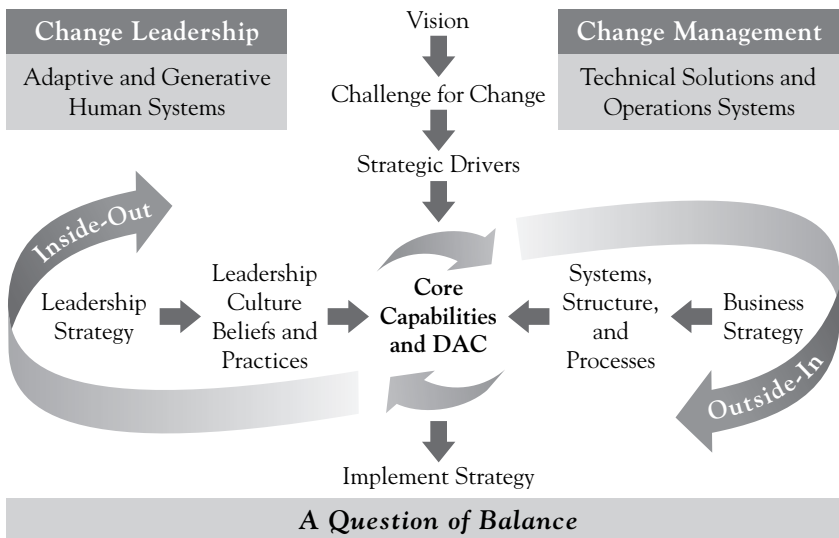 Change Leadership
Adaptive and Generative
Human Systems
Vision
Challenge for Change
Strategic Drivers
Change Management
Technical Solutions and
Operations Systems
Inside-Out
Leadership
Strategy
Leadership
Culture
Beliefs and
Practices
Core
Capabilities
and DAC
Systems,
Structure,
and
Processes
Business
Strategy
Outside-In
Implement Strategy
A Question of Balance